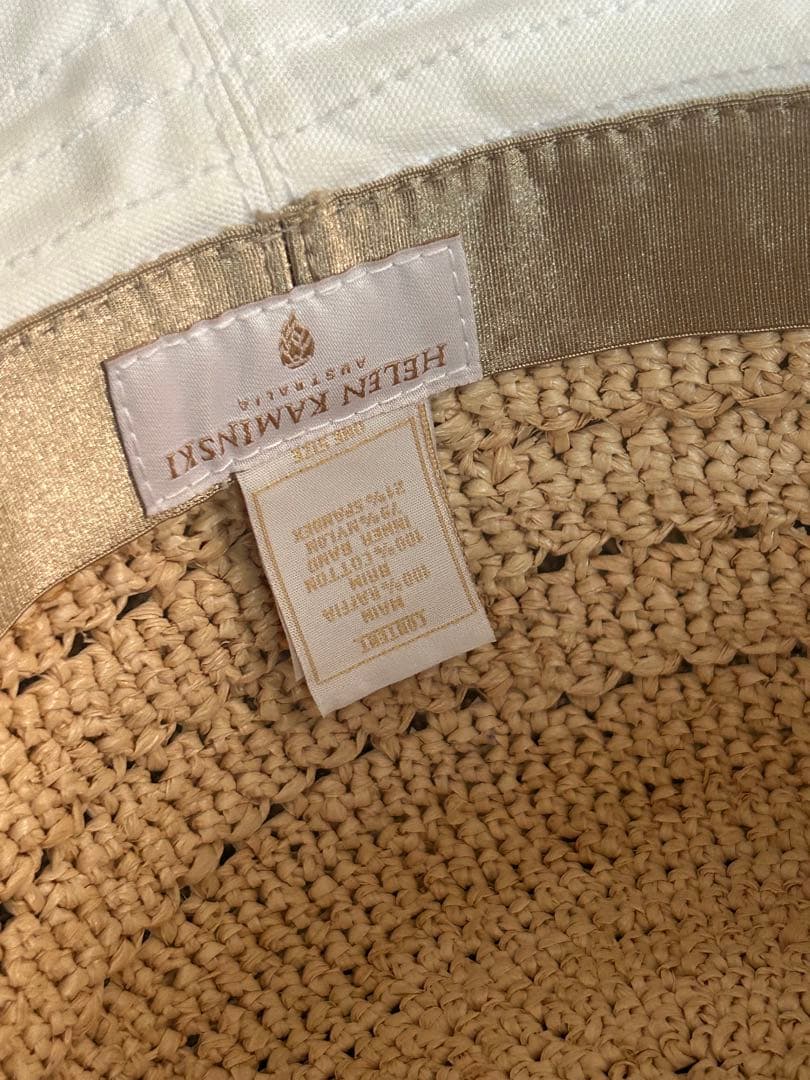 HELEN KAMINSKI
AUSTRALIA
CONTENT
MAIN
100% RAFFIA
BRIM
100% COTTON
INNER BAND
79% NYLON
21% SPANDEX
ONE SIZE